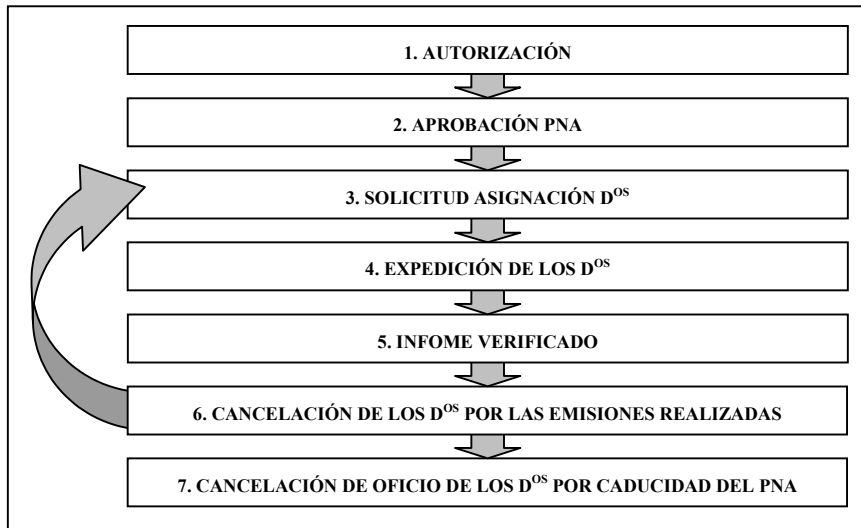 1. AUTORIZACIÓN
2. APROBACIÓN PNA
3. SOLICITUD ASIGNACIÓN D^OS
4. EXPEDICIÓN DE LOS D^OS
5. INFOME VERIFICADO
6. CANCELACIÓN DE LOS D^OS POR LAS EMISIONES REALIZADAS
7. CANCELACIÓN DE OFICIO DE LOS D^OS POR CADUCIDAD DEL PNA